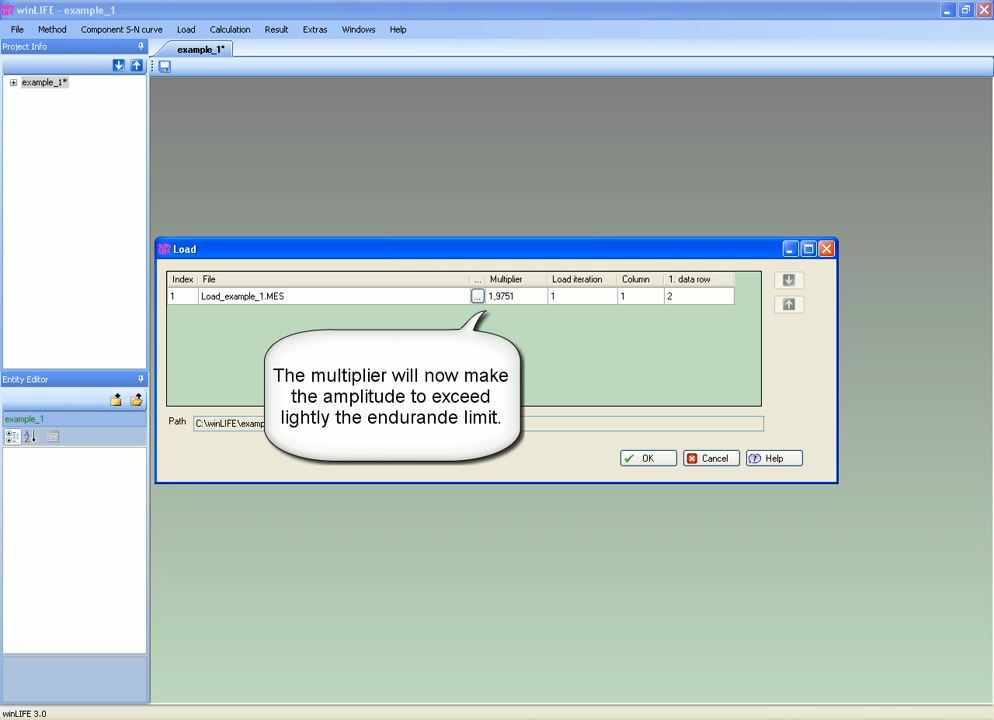 winLIFE - example_1
File Method Component S-N curve Load Calculation Result Extras Windows Help
Project Info
example_1*
example_1*
Load
Index File ... Multiplier Load iteration Column 1. data row
1 Load_example_1.MES ... 1,9751 1 1 2
The multiplier will now make
the amplitude to exceed
lightly the endurande limit.
Path C:\winLIFE\examp
OK Cancel Help
Entity Editor
example_1
winLIFE 3.0